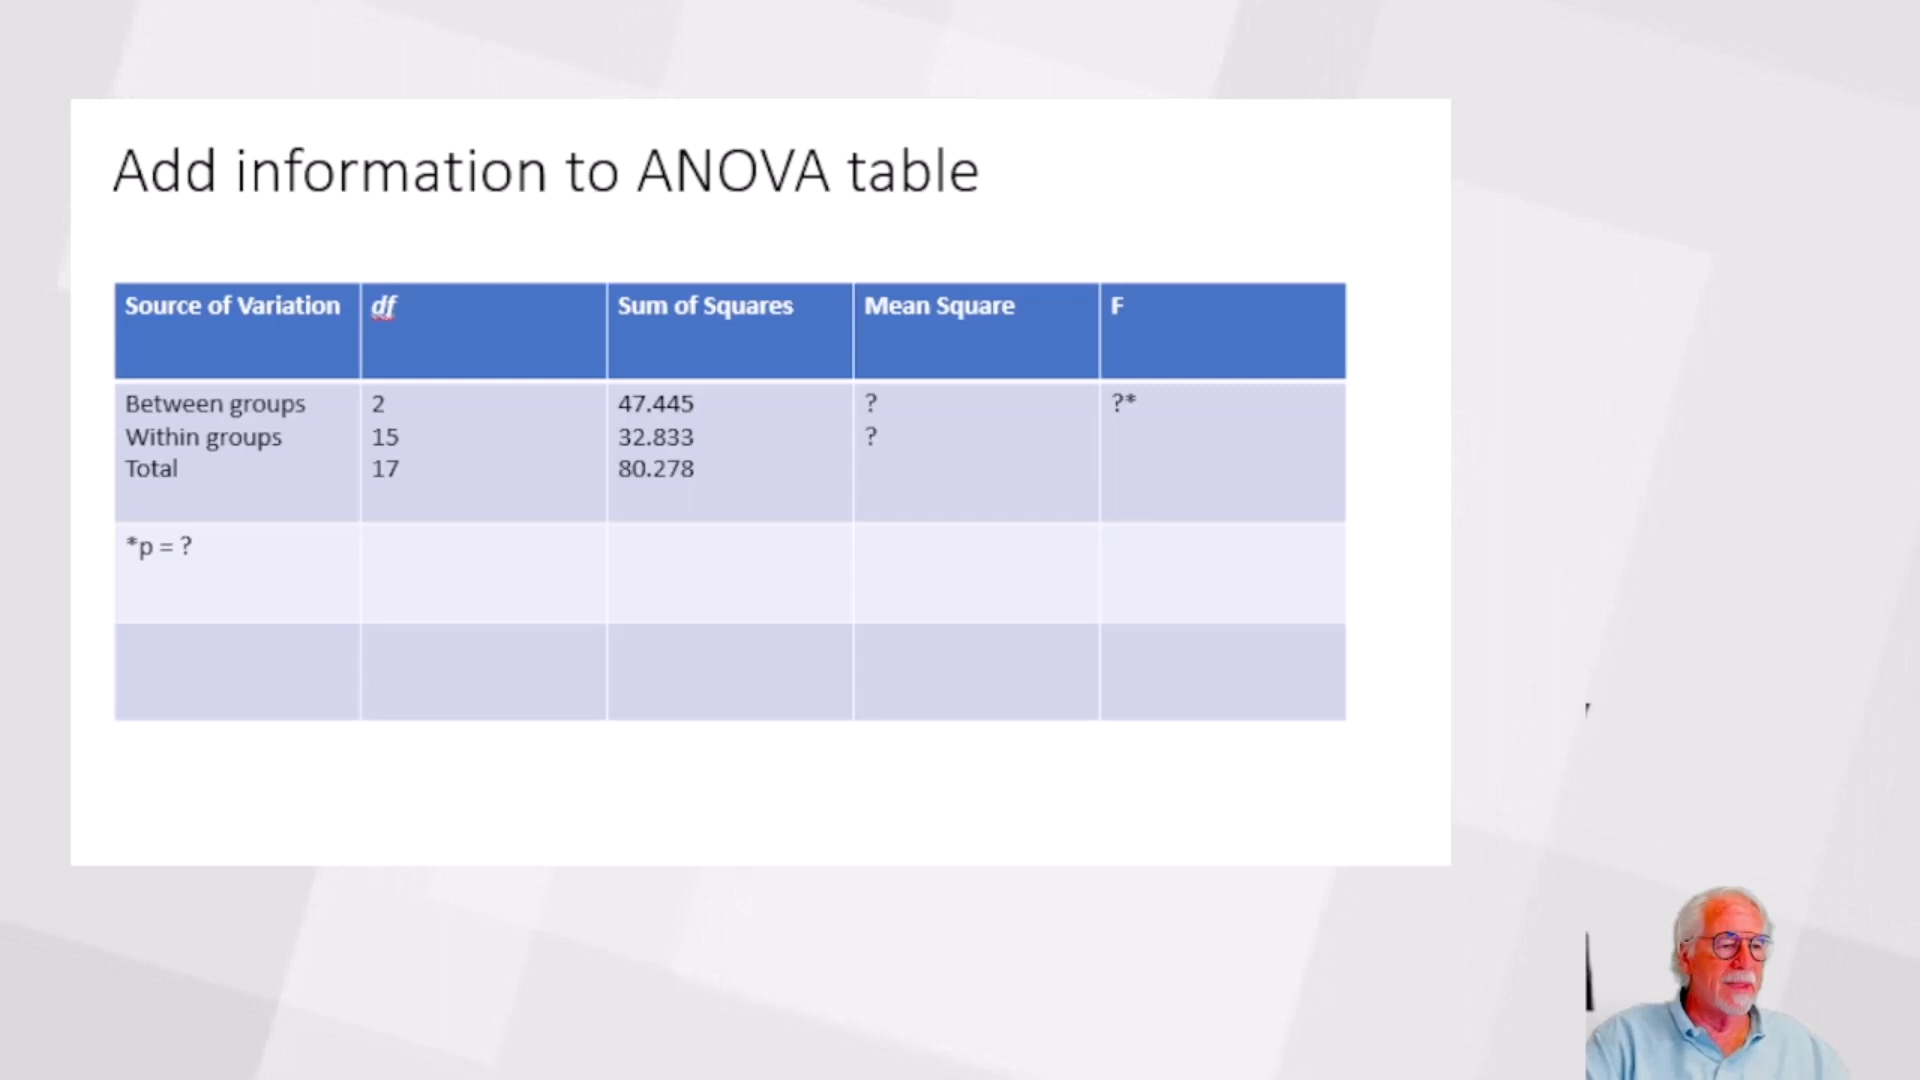 Add information to ANOVA table
Source of Variation df Sum of Squares Mean Square F
Between groups 2 47.445 ? ?*
Within groups 15 32.833 ?
Total 17 80.278
*p = ?